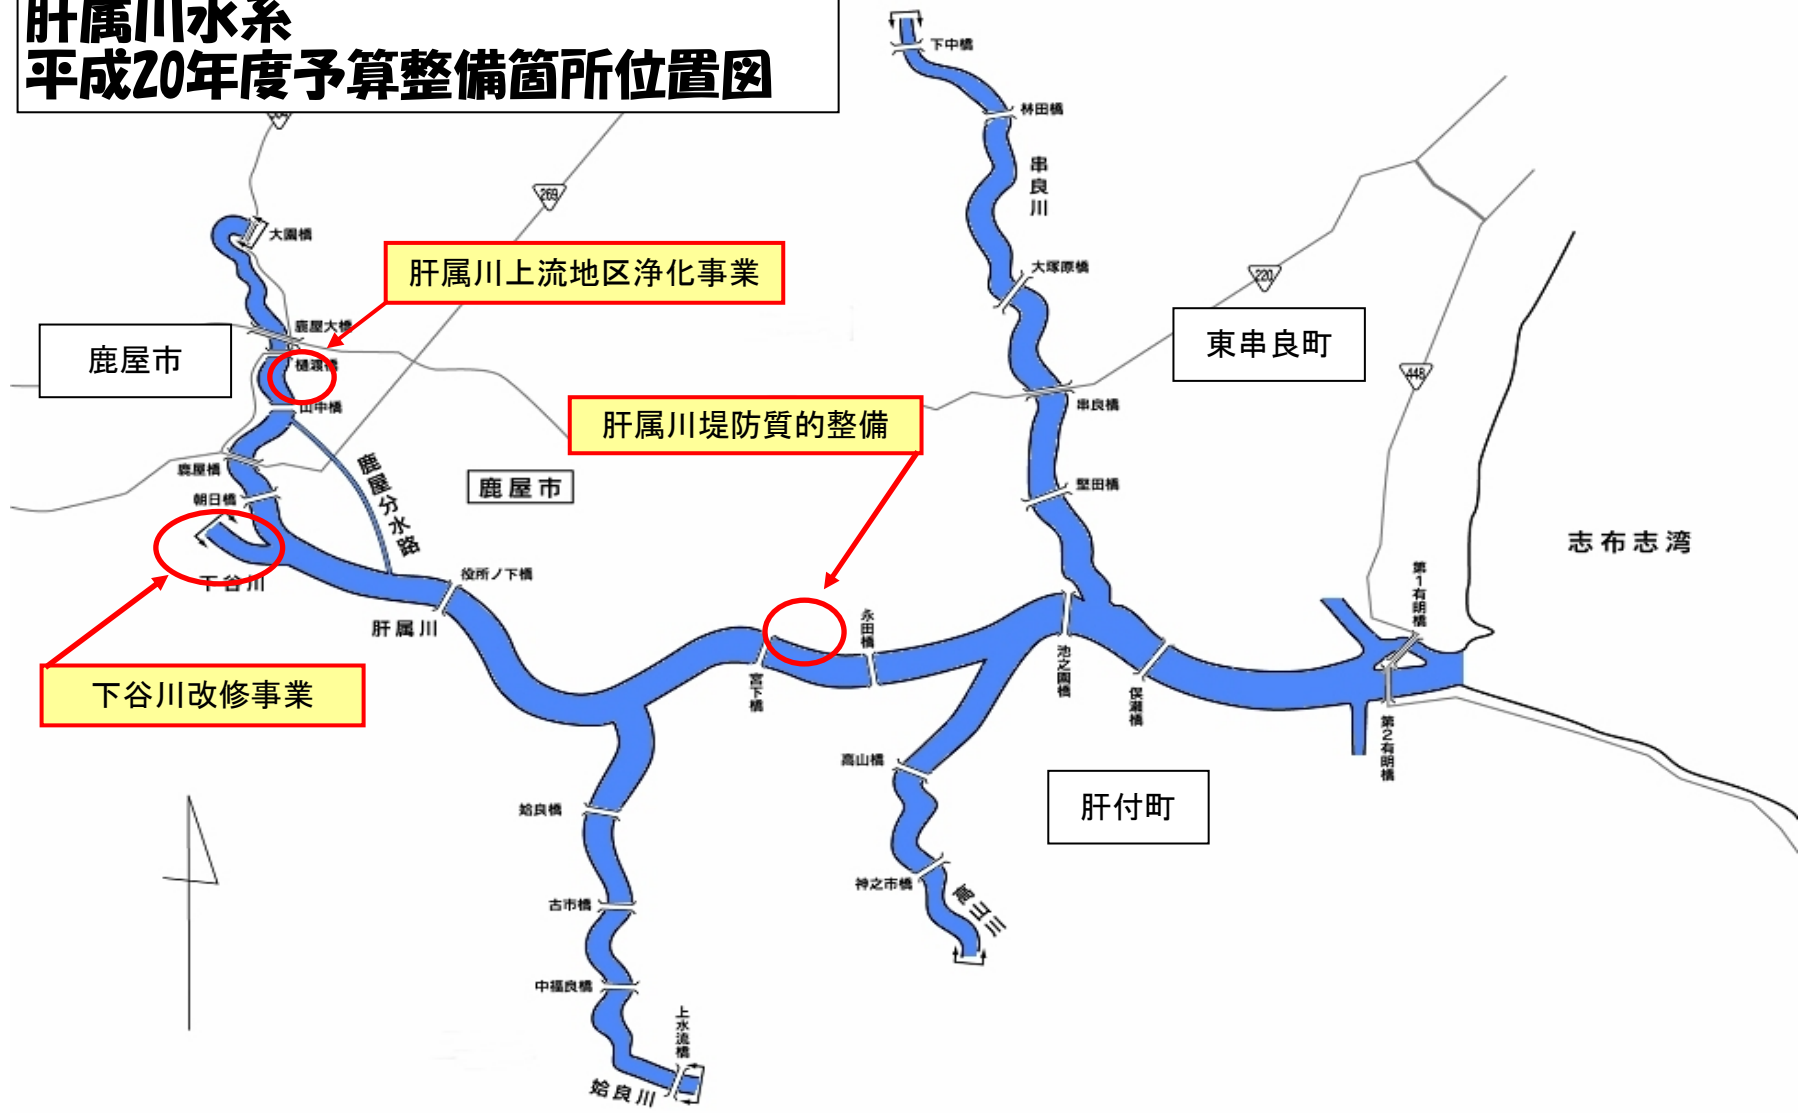 肝属川水系
平成20年度予算整備箇所位置図
下中橋
林田橋
串良川
269
大園橋
大塚原橋
肝属川上流地区浄化事業
220
鹿屋大橋
鹿屋市
樋渡橋
東串良町
448
山中橋
串良橋
肝属川堤防質的整備
鹿屋橋
鹿屋分水路
鹿屋市
堅田橋
朝日橋
志布志湾
下谷川
役所ノ下橋
第1有明橋
肝属川
永田橋
池之園橋
宮下橋
俣瀬橋
下谷川改修事業
第2有明橋
高山橋
肝付町
姶良橋
神之市橋
高山川
古市橋
中福良橋
上水流橋
姶良川